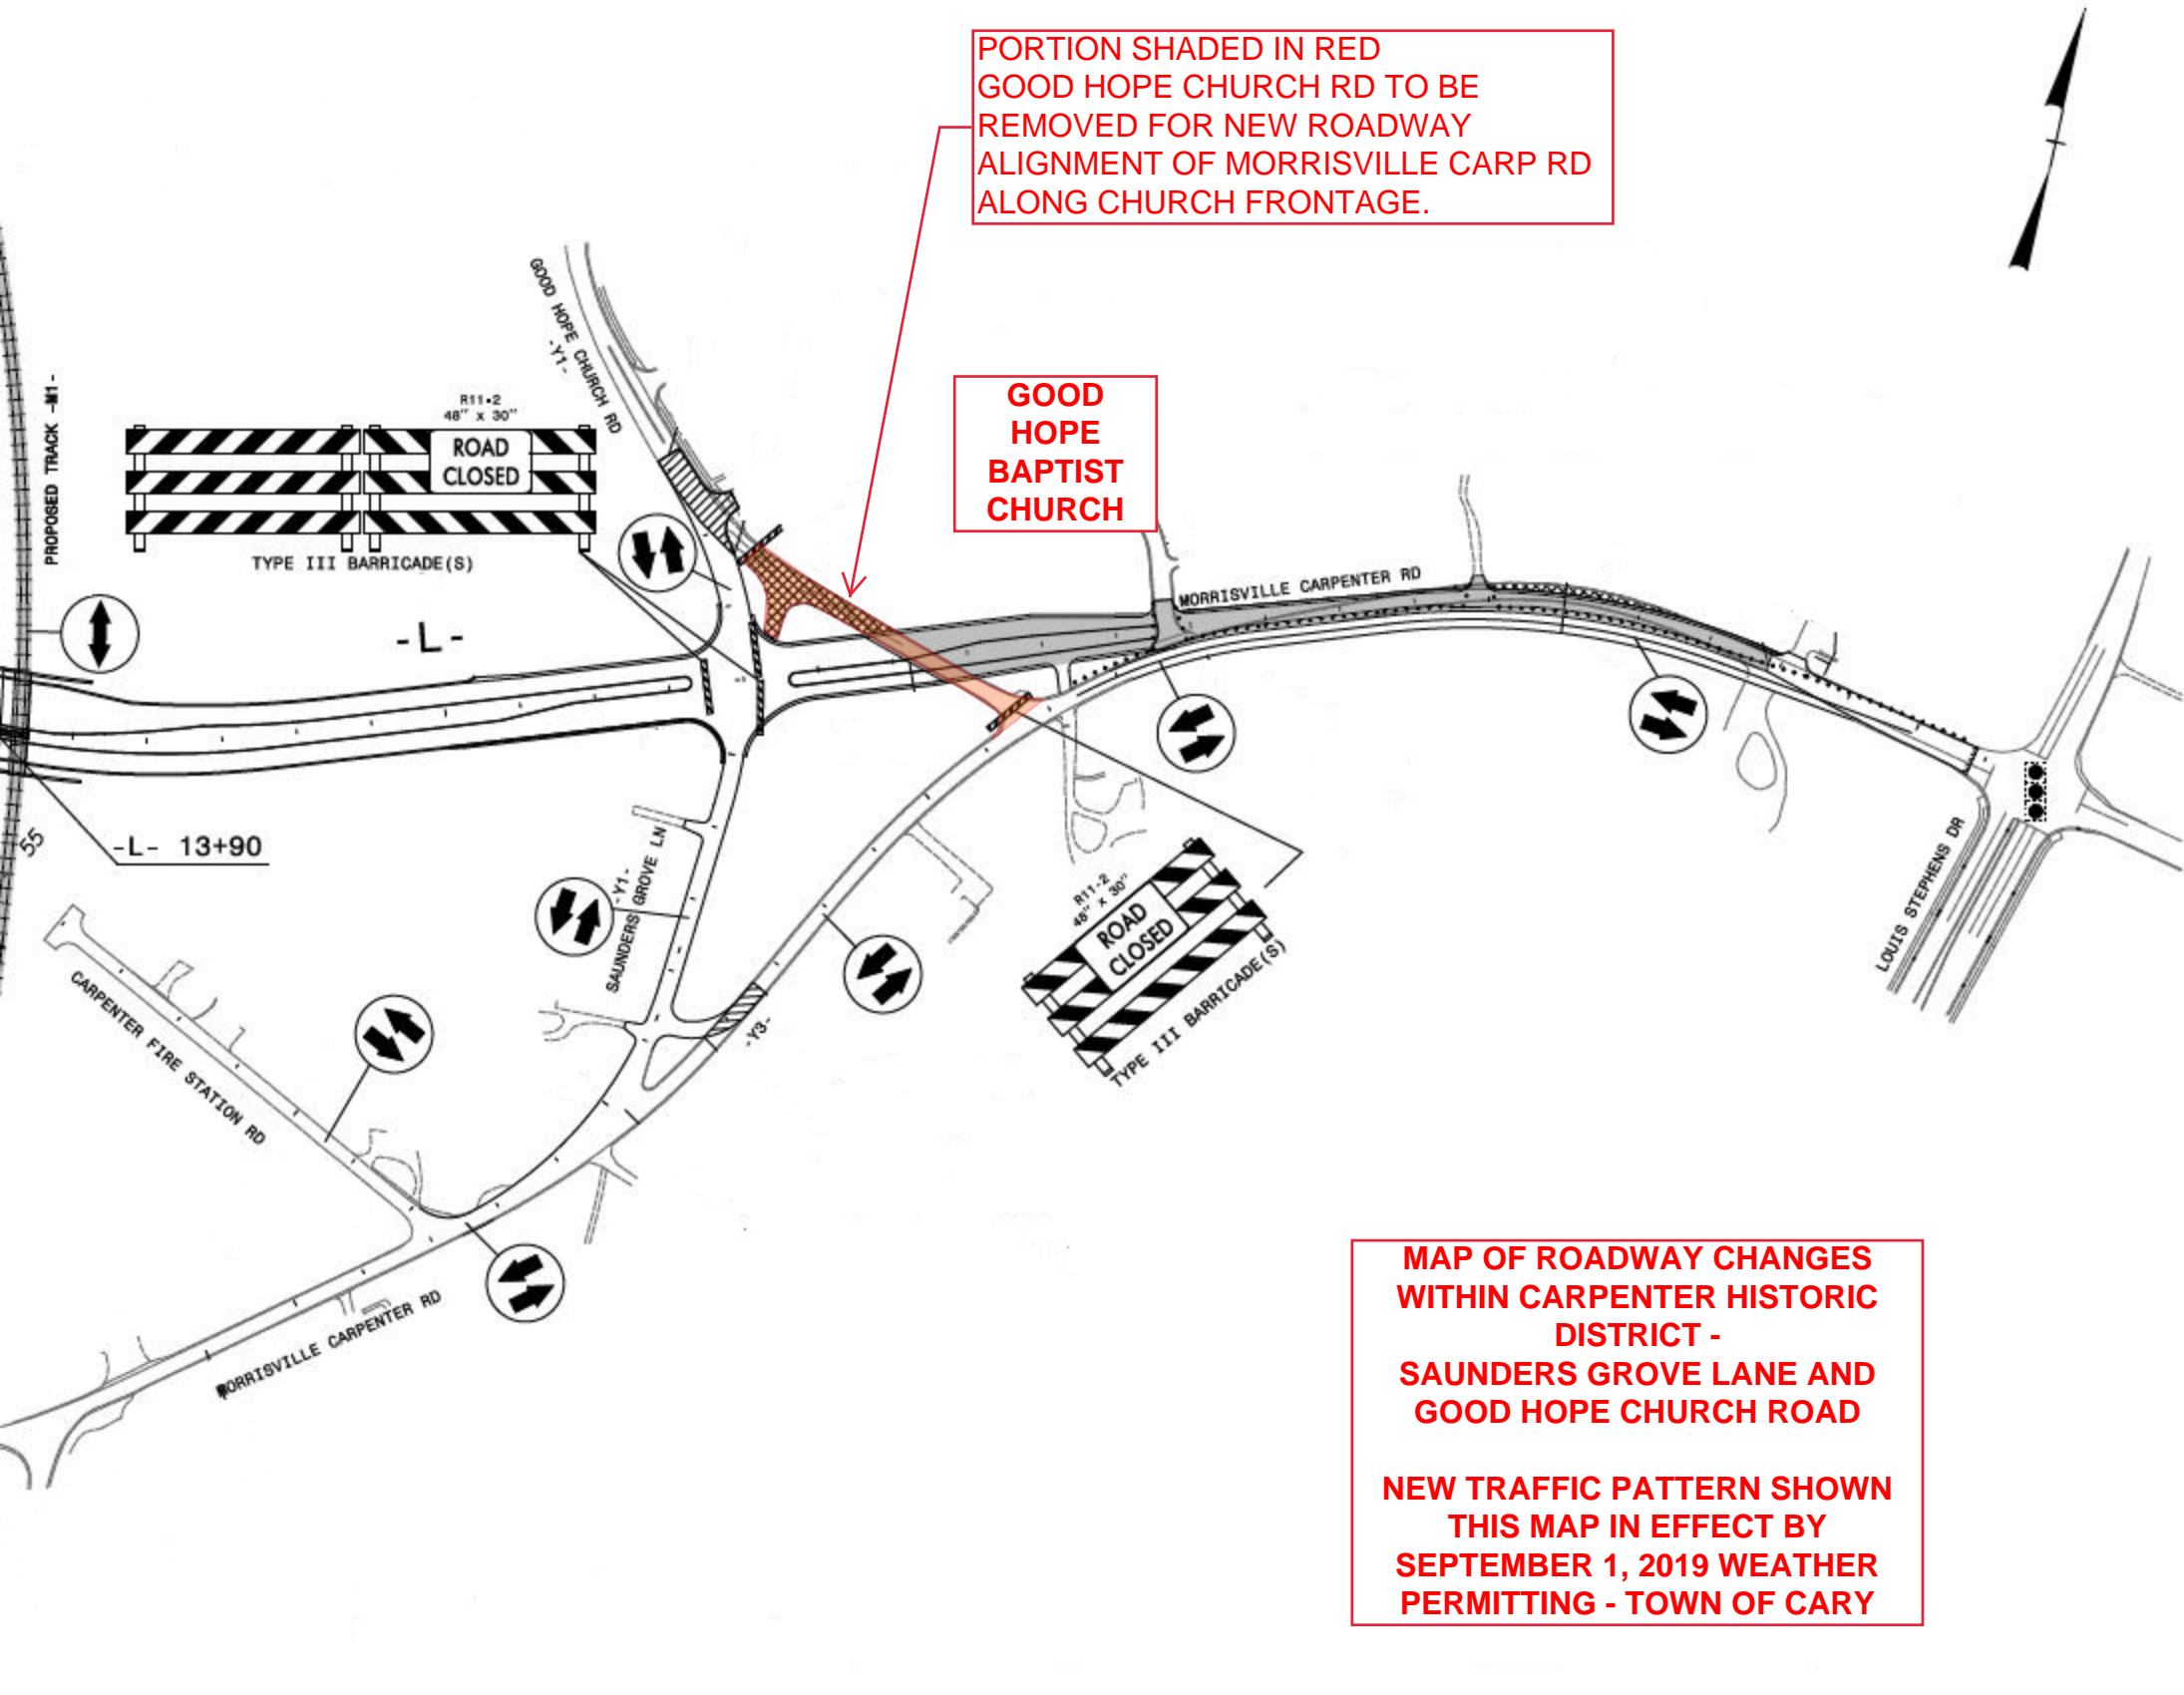 PORTION SHADED IN RED
GOOD HOPE CHURCH RD TO BE
REMOVED FOR NEW ROADWAY
ALIGNMENT OF MORRISVILLE CARP RD
ALONG CHURCH FRONTAGE.
GOOD HOPE CHURCH RD
-Y1-
PROPOSED TRACK -M1-
R11-2
48" x 30"
ROAD
CLOSED
TYPE III BARRICADE(S)
GOOD
HOPE
BAPTIST
CHURCH
MORRISVILLE CARPENTER RD
-L-
-L- 13+90
55
-Y1-
SAUNDERS GROVE LN
R11-2
48" x 30"
ROAD
CLOSED
TYPE III BARRICADE(S)
LOUIS STEPHENS DR
-Y3-
CARPENTER FIRE STATION RD
MORRISVILLE CARPENTER RD
MAP OF ROADWAY CHANGES
WITHIN CARPENTER HISTORIC
DISTRICT -
SAUNDERS GROVE LANE AND
GOOD HOPE CHURCH ROAD
NEW TRAFFIC PATTERN SHOWN
THIS MAP IN EFFECT BY
SEPTEMBER 1, 2019 WEATHER
PERMITTING - TOWN OF CARY